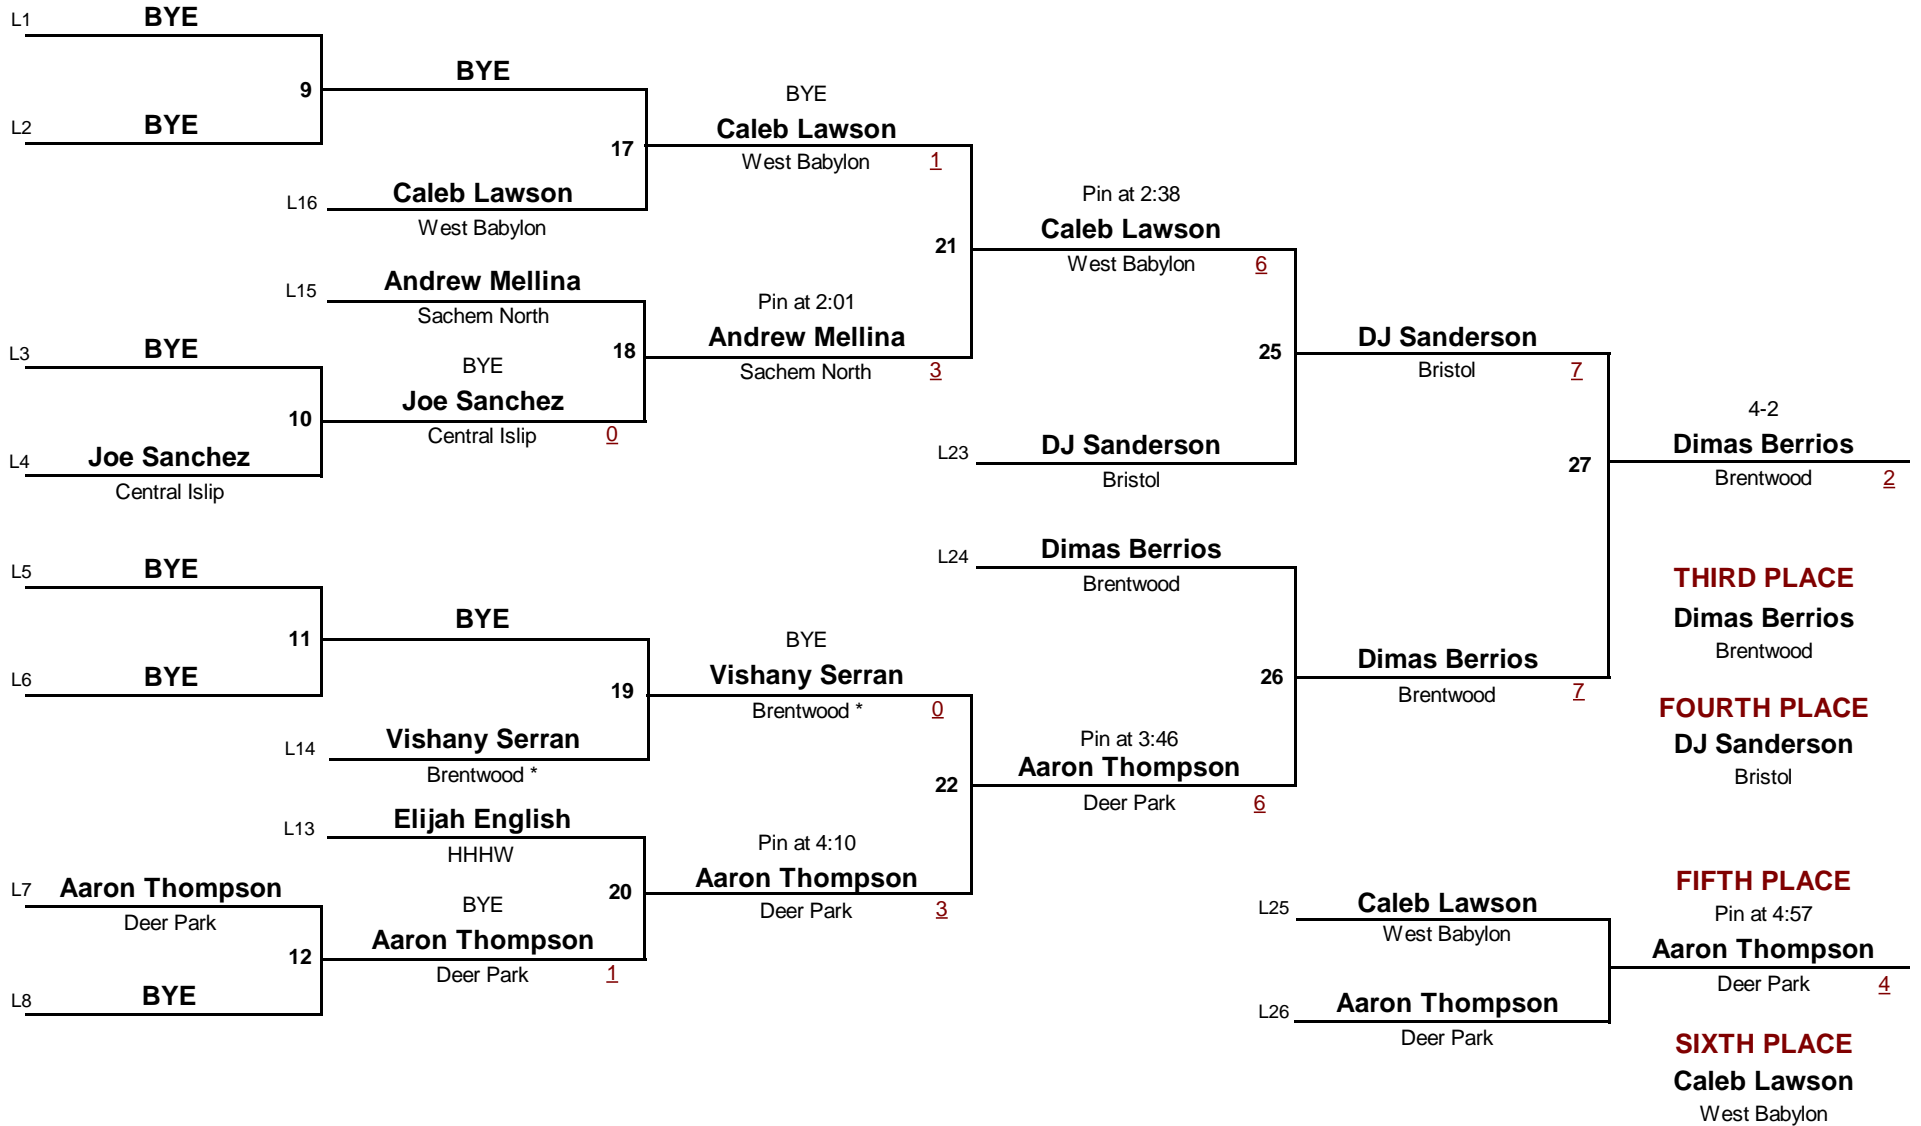 L1 BYE
9
L2 BYE
BYE
17
L16 Caleb Lawson
West Babylon
BYE
Caleb Lawson
West Babylon 1
21
L15 Andrew Mellina
Sachem North
L3 BYE
10
L4 Joe Sanchez
Central Islip
BYE
Joe Sanchez
Central Islip 0
18
Pin at 2:01
Andrew Mellina
Sachem North 3
Pin at 2:38
Caleb Lawson
West Babylon 6
25
L23 DJ Sanderson
Bristol
DJ Sanderson
Bristol 7
27
4-2
Dimas Berrios
Brentwood 2
L5 BYE
11
L6 BYE
BYE
19
L14 Vishany Serran
Brentwood *
BYE
Vishany Serran
Brentwood * 0
22
L13 Elijah English
HHHW
L7 Aaron Thompson
Deer Park
12
L8 BYE
BYE
Aaron Thompson
Deer Park 1
20
Pin at 4:10
Aaron Thompson
Deer Park 3
L24 Dimas Berrios
Brentwood
26
Pin at 3:46
Aaron Thompson
Deer Park 6
Dimas Berrios
Brentwood 7
THIRD PLACE
Dimas Berrios
Brentwood
FOURTH PLACE
DJ Sanderson
Bristol
L25 Caleb Lawson
West Babylon
L26 Aaron Thompson
Deer Park
FIFTH PLACE
Pin at 4:57
Aaron Thompson
Deer Park 4
SIXTH PLACE
Caleb Lawson
West Babylon